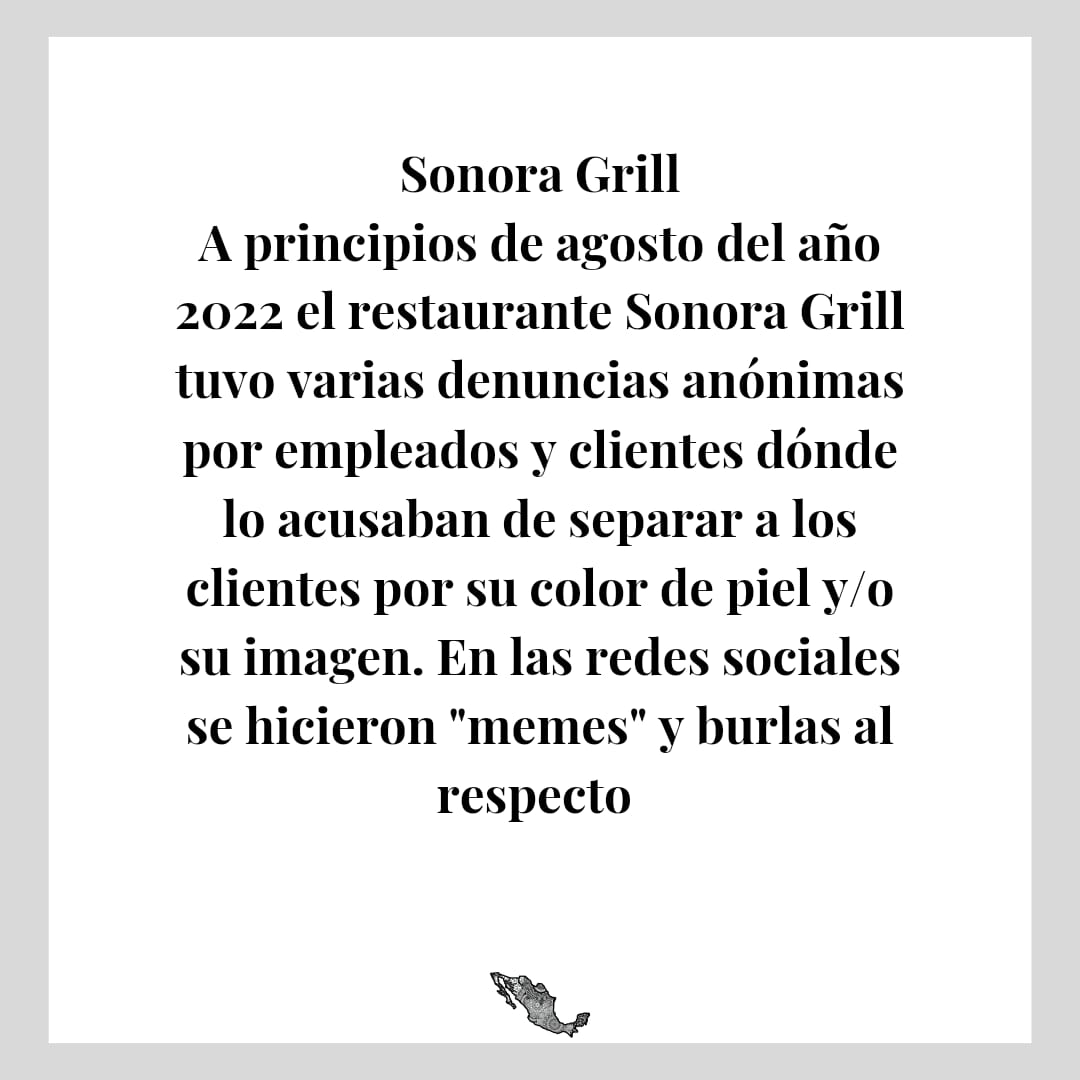 Sonora Grill
A principios de agosto del año
2022 el restaurante Sonora Grill
tuvo varias denuncias anónimas
por empleados y clientes dónde
lo acusaban de separar a los
clientes por su color de piel y/o
su imagen. En las redes sociales
se hicieron "memes" y burlas al
respecto